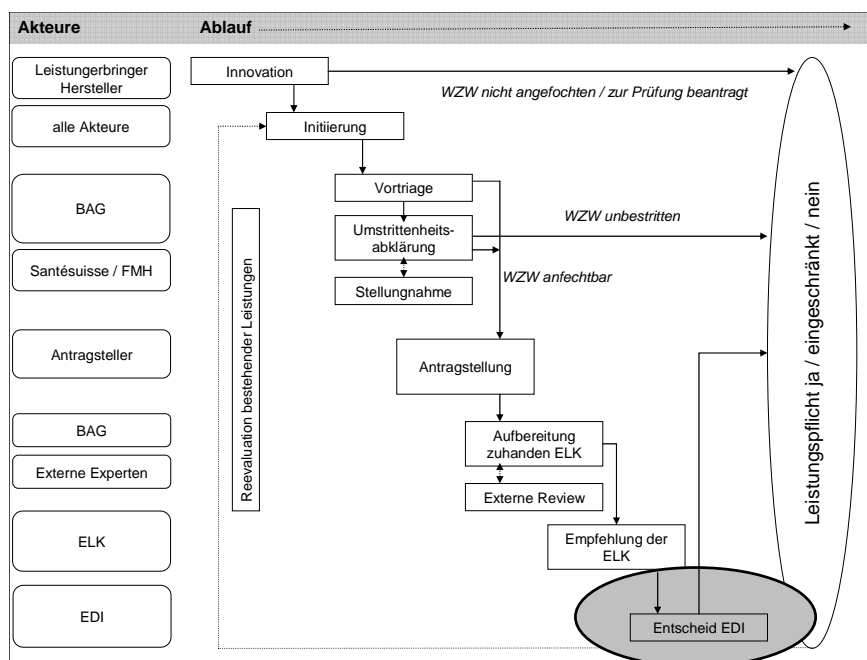 Akteure
Ablauf
Leistungerbringer
Hersteller
Innovation
WZW nicht angefochten / zur Prüfung beantragt
alle Akteure
Initiierung
Vortriage
BAG
Umstrittenheits-
abklärung
WZW unbestritten
Santésuisse / FMH
WZW anfechtbar
Stellungnahme
Reevaluation bestehender Leistungen
Leistungspflicht ja / eingeschränkt / nein
Antragsteller
Antragstellung
BAG
Aufbereitung
zuhanden ELK
Externe Experten
Externe Review
ELK
Empfehlung der
ELK
EDI
Entscheid EDI